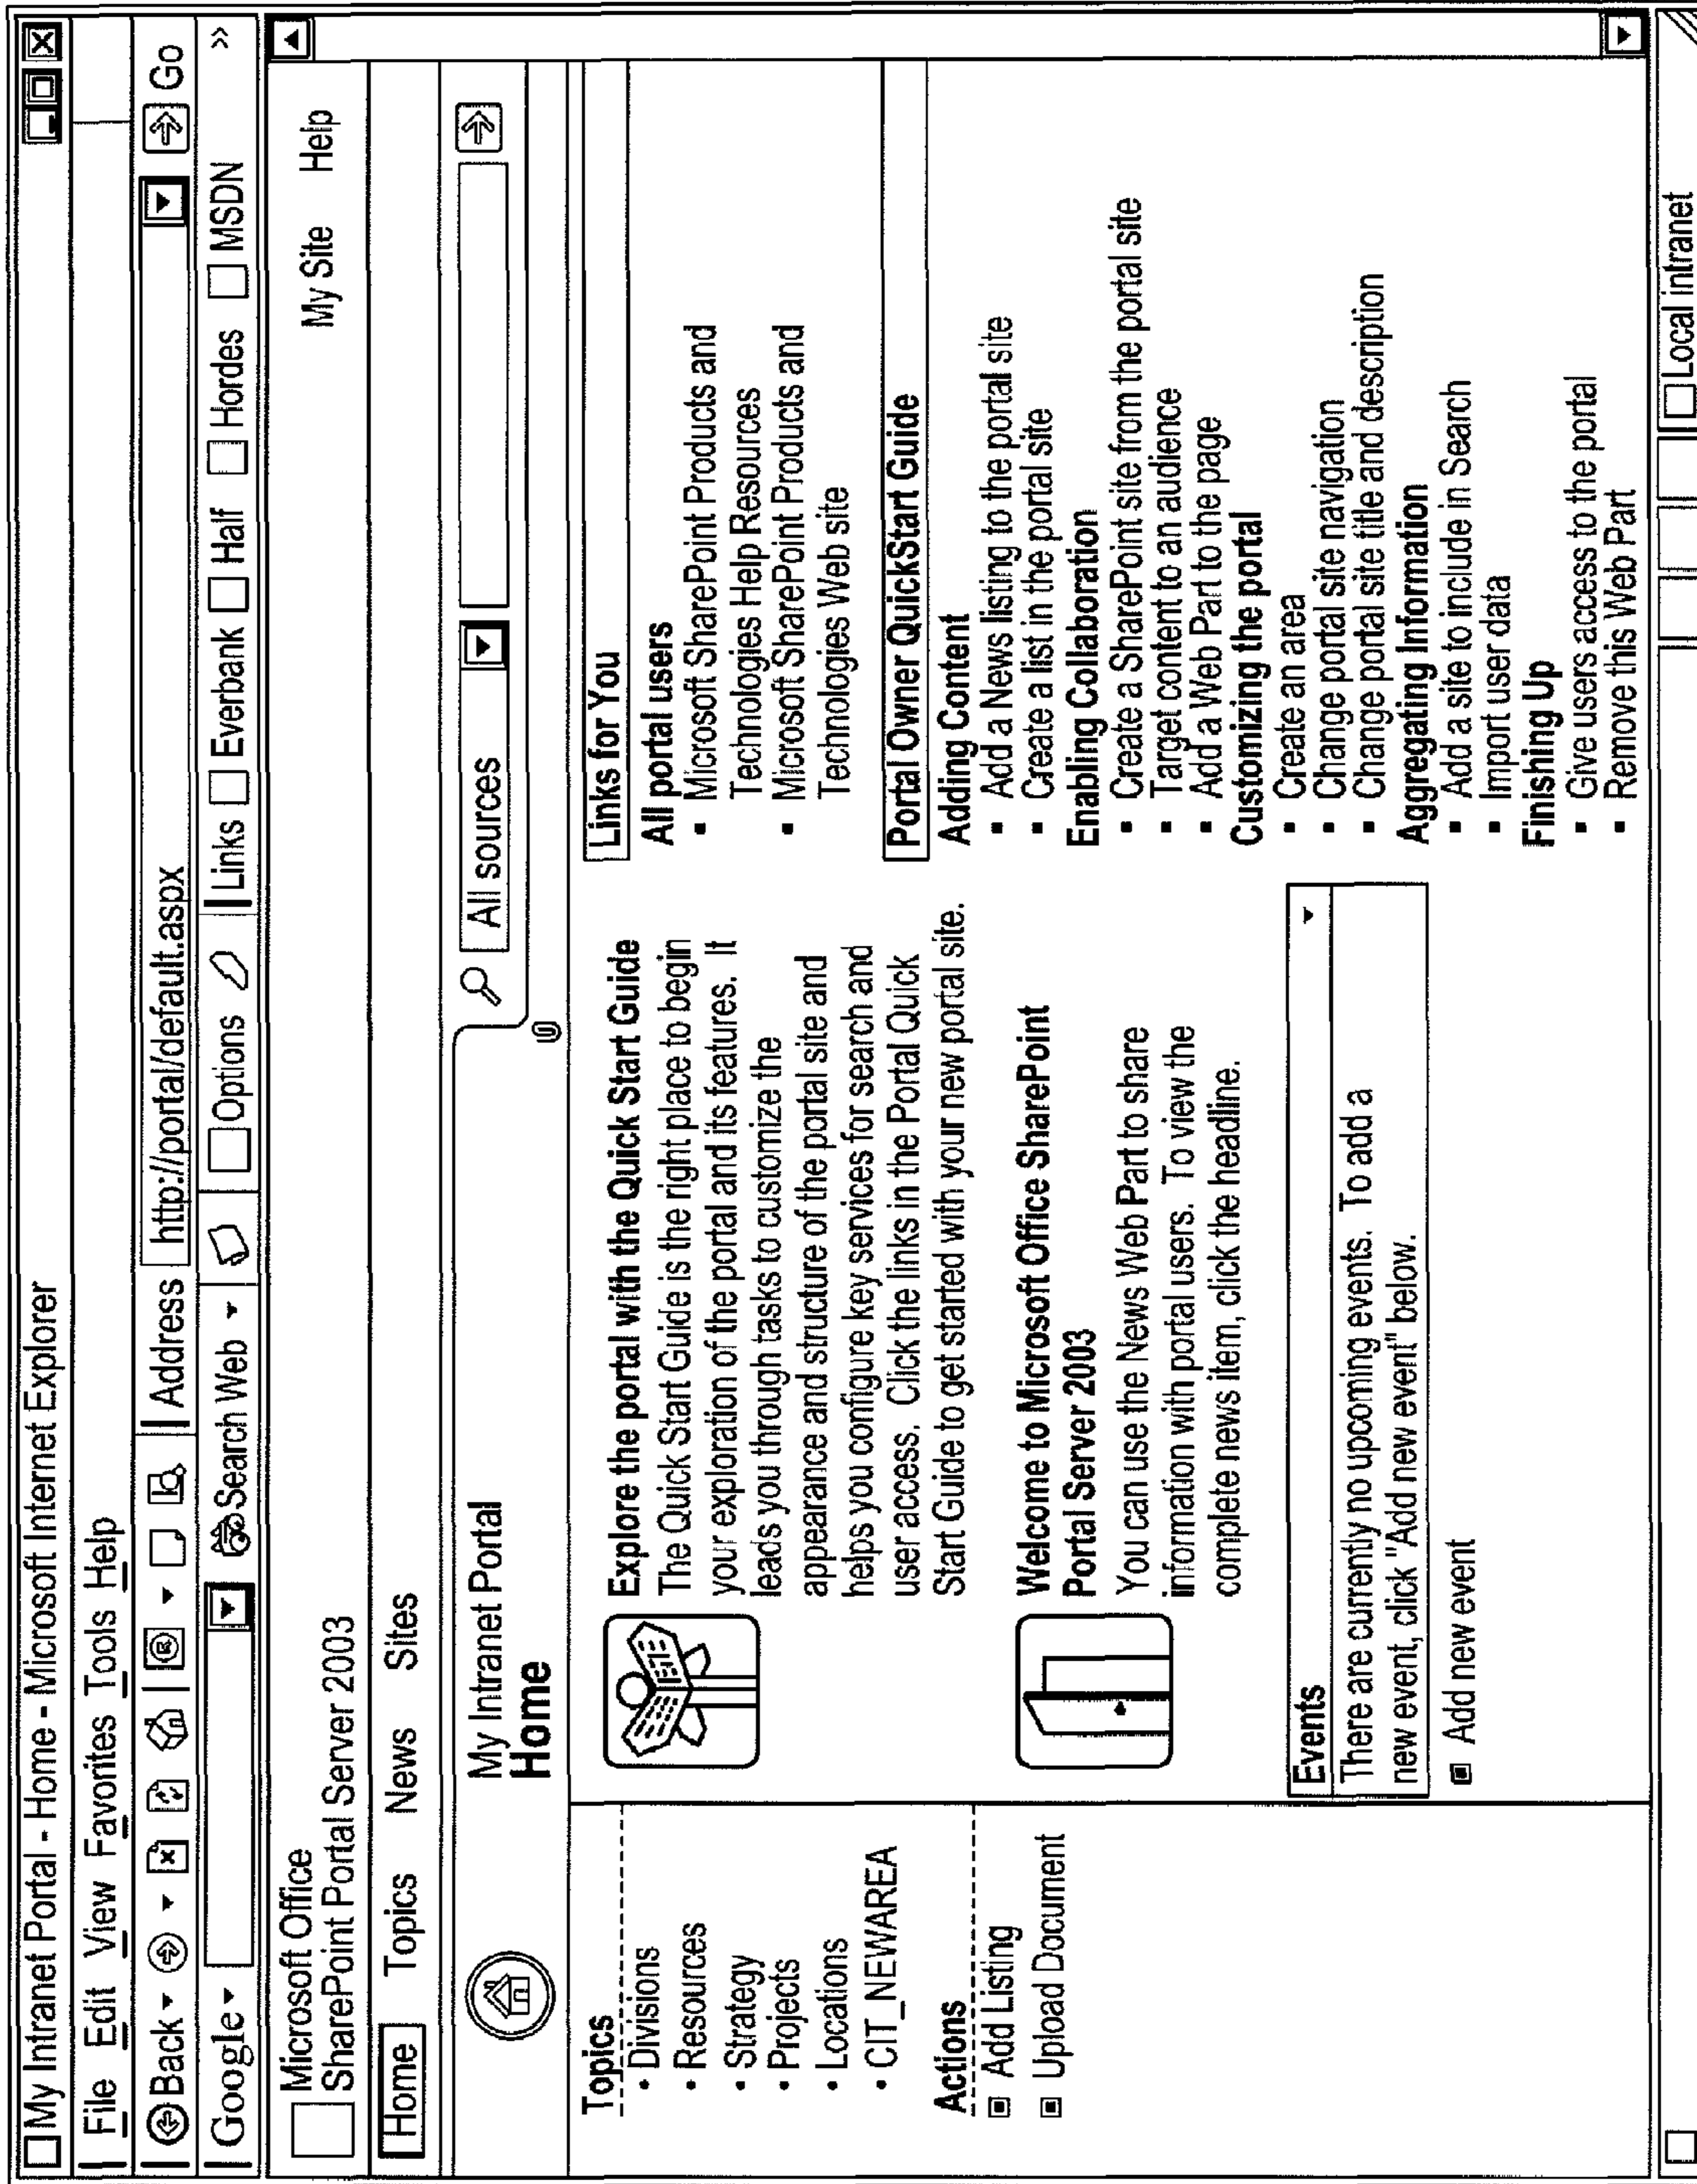 My Intranet Portal - Home - Microsoft Internet Explorer
File Edit View Favorites Tools Help
Back Address http://portal/default.aspx Go
Google Search Web Options Links Everbank Half Hordes MSDN »
Microsoft Office
SharePoint Portal Server 2003
My Site Help
Home Topics News Sites
My Intranet Portal
Home
All sources
Topics
• Divisions
• Resources
• Strategy
• Projects
• Locations
• CIT_NEWAREA
Actions
Add Listing
Upload Document
Explore the portal with the Quick Start Guide
The Quick Start Guide is the right place to begin
your exploration of the portal and its features. It
leads you through tasks to customize the
appearance and structure of the portal site and
helps you configure key services for search and
user access. Click the links in the Portal Quick
Start Guide to get started with your new portal site.
Welcome to Microsoft Office SharePoint
Portal Server 2003
You can use the News Web Part to share
information with portal users. To view the
complete news item, click the headline.
Events
There are currently no upcoming events. To add a
new event, click "Add new event" below.
Add new event
Links for You
All portal users
▪ Microsoft SharePoint Products and
Technologies Help Resources
▪ Microsoft SharePoint Products and
Technologies Web site
Portal Owner QuickStart Guide
Adding Content
▪ Add a News listing to the portal site
▪ Create a list in the portal site
Enabling Collaboration
▪ Create a SharePoint site from the portal site
▪ Target content to an audience
▪ Add a Web Part to the page
Customizing the portal
▪ Create an area
▪ Change portal site navigation
▪ Change portal site title and description
Aggregating Information
▪ Add a site to include in Search
▪ Import user data
Finishing Up
▪ Give users access to the portal
▪ Remove this Web Part
Local intranet